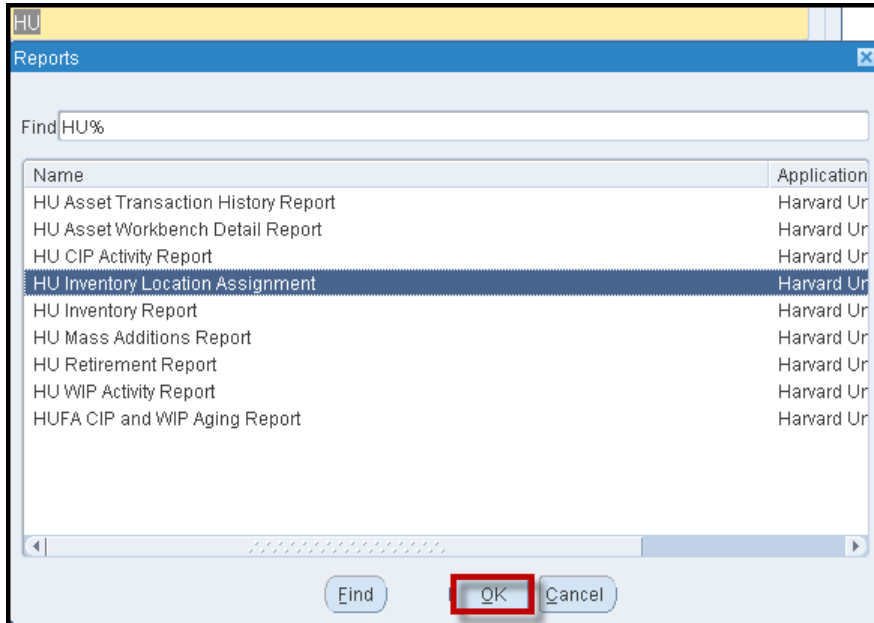 HU
Reports
Find HU%
Name Application
HU Asset Transaction History Report Harvard Ur
HU Asset Workbench Detail Report Harvard Ur
HU CIP Activity Report Harvard Ur
HU Inventory Location Assignment Harvard Ur
HU Inventory Report Harvard Ur
HU Mass Additions Report Harvard Ur
HU Retirement Report Harvard Ur
HU WIP Activity Report Harvard Ur
HUFA CIP and WIP Aging Report Harvard Ur
Find OK Cancel